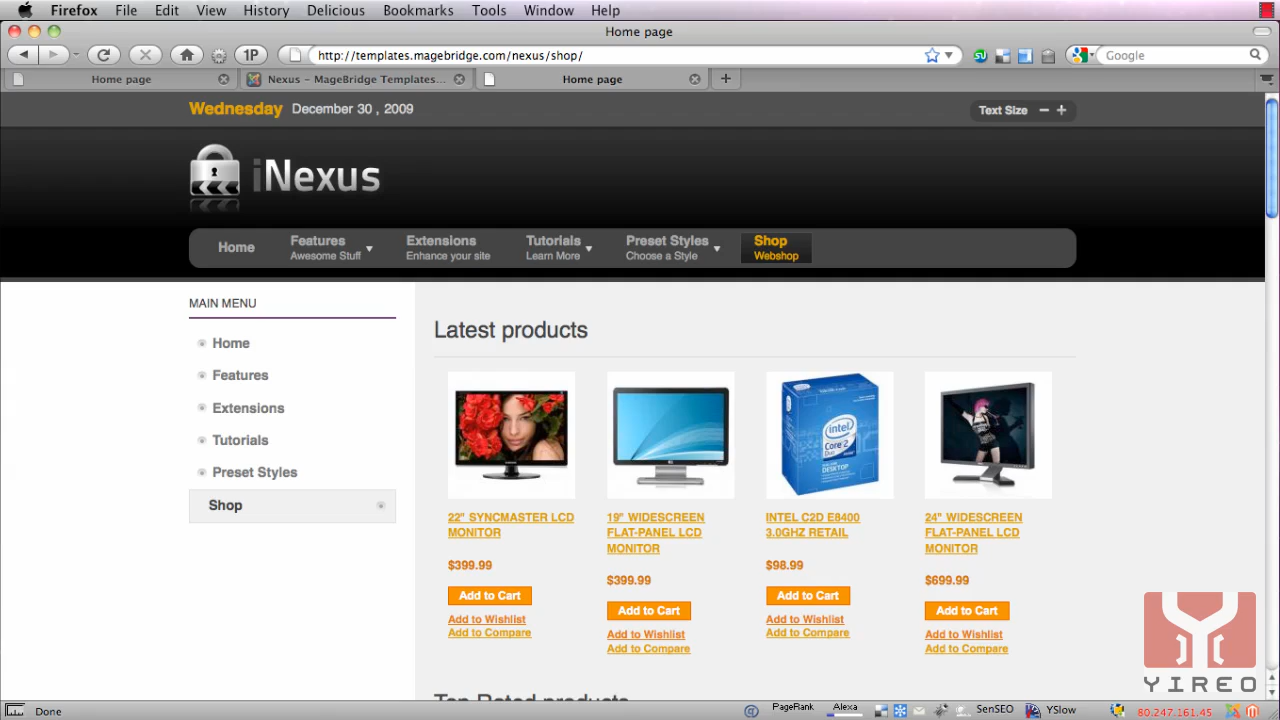 Firefox File Edit View History Delicious Bookmarks Tools Window Help
Home page
1P http://templates.magebridge.com/nexus/shop/ Google
Home page Nexus – MageBridge Templates... Home page
Wednesday December 30 , 2009 Text Size − +
iNexus
Home Features Extensions Tutorials Preset Styles Shop
Awesome Stuff Enhance your site Learn More Choose a Style Webshop
MAIN MENU
Home
Features
Extensions
Tutorials
Preset Styles
Shop
Latest products
intel
Core 2
Duo
DESKTOP
22" SYNCMASTER LCD
MONITOR
$399.99
Add to Cart
Add to Wishlist
Add to Compare
19" WIDESCREEN
FLAT-PANEL LCD
MONITOR
$399.99
Add to Cart
Add to Wishlist
Add to Compare
INTEL C2D E8400
3.0GHZ RETAIL
$98.99
Add to Cart
Add to Wishlist
Add to Compare
24" WIDESCREEN
FLAT-PANEL LCD
MONITOR
$699.99
Add to Cart
Add to Wishlist
Add to Compare
Top Rated products
YIREO
Done PageRank Alexa SenSEO YSlow 80.247.161.45